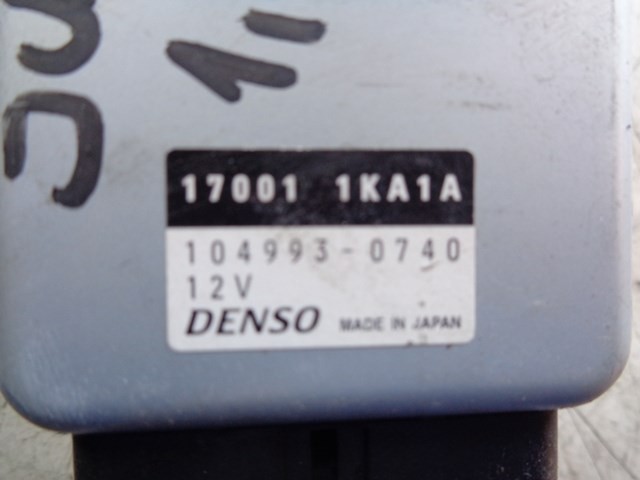 17001 1KA1A
104993-0740
12V
DENSO MADE IN JAPAN